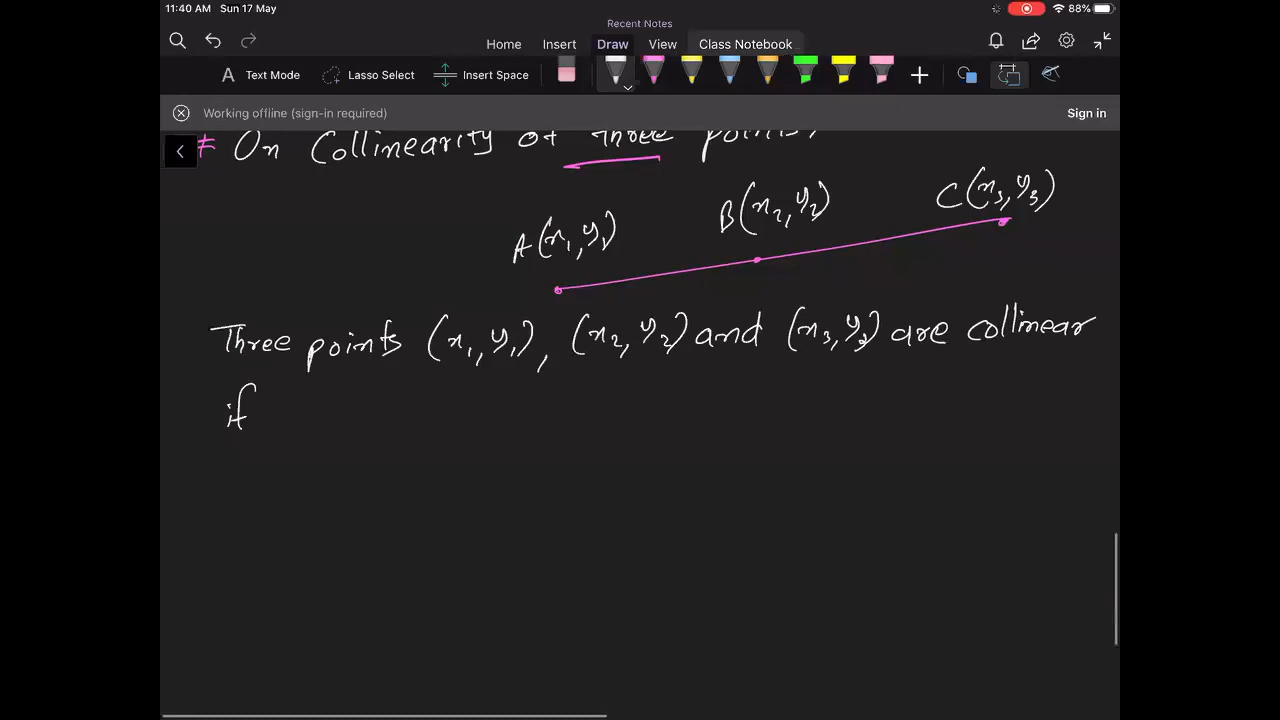 11:40 AM Sun 17 May
88%
Recent Notes
Home Insert Draw View Class Notebook
Text Mode Lasso Select Insert Space
Working offline (sign-in required) Sign in
On Collinearity of three points.
A(x₁, y₁) B(x₂, y₂) C(x₃, y₃)
Three points (x₁, y₁), (x₂, y₂) and (x₃, y₃) are collinear
if